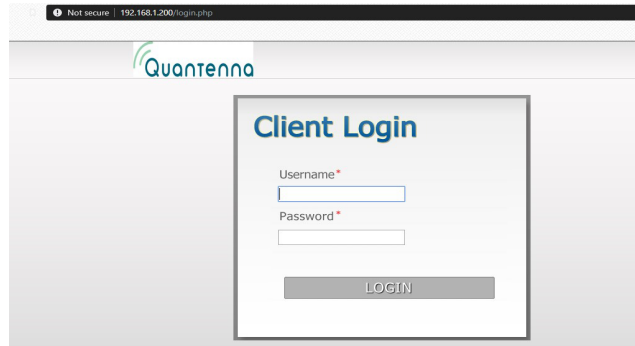 Not secure | 192.168.1.200/login.php
Quantenna
Client Login
Username*
Password*
LOGIN